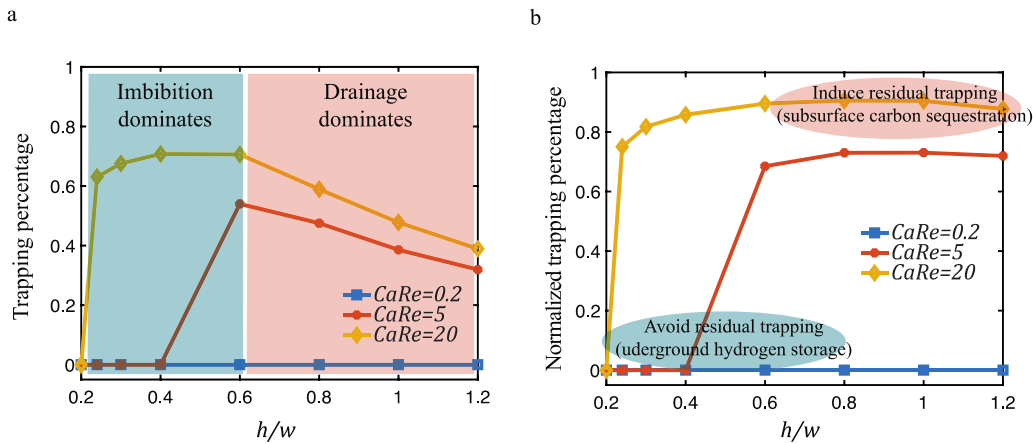 a
Trapping percentage
1
0.8
0.6
0.4
0.2
0
Imbibition
dominates
Drainage
dominates
CaRe=0.2
CaRe=5
CaRe=20
0.2 0.4 0.6 0.8 1 1.2
h/w
b
Normalized trapping percentage
1
0.8
0.6
0.4
0.2
0
Induce residual trapping
(subsurface carbon sequestration)
CaRe=0.2
CaRe=5
CaRe=20
Avoid residual trapping
(uderground hydrogen storage)
0.2 0.4 0.6 0.8 1 1.2
h/w